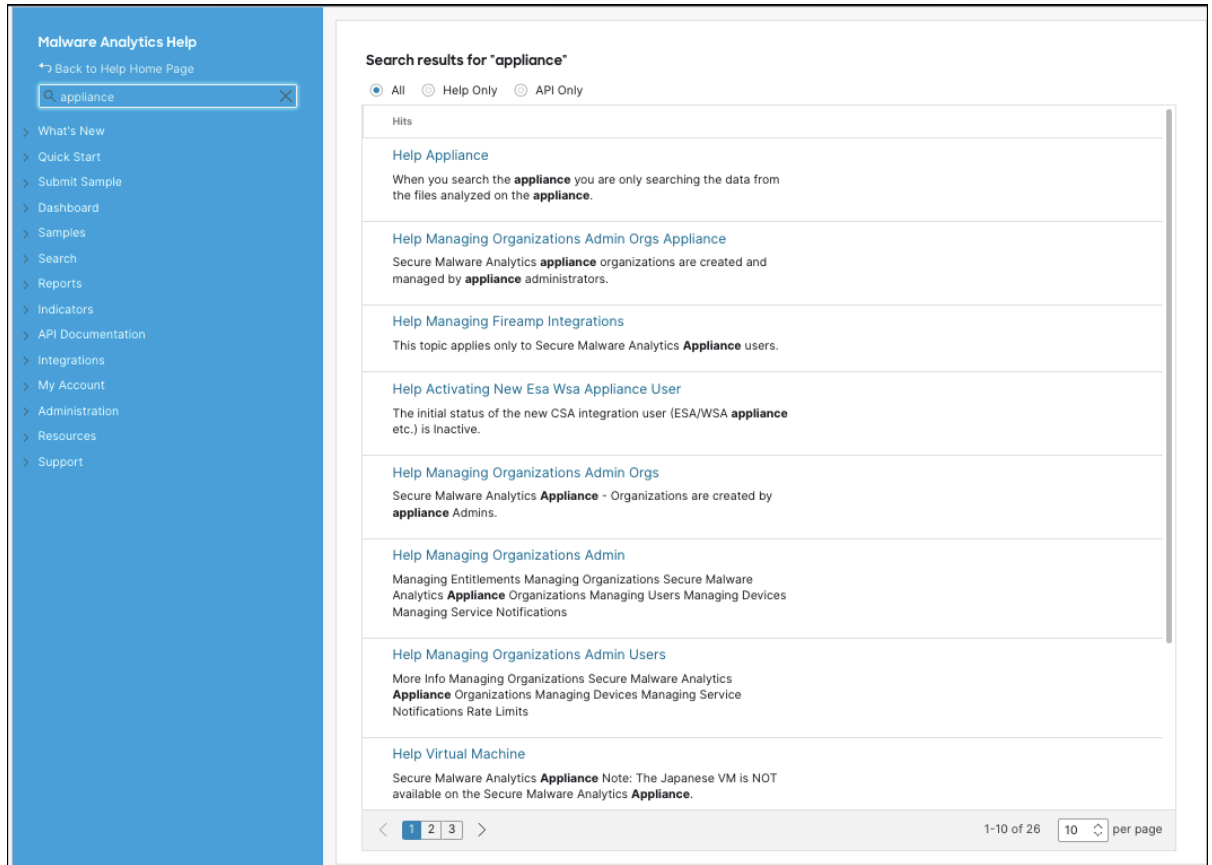 Malware Analytics Help
Back to Help Home Page
appliance
What's New
Quick Start
Submit Sample
Dashboard
Samples
Search
Reports
Indicators
API Documentation
Integrations
My Account
Administration
Resources
Support
Search results for "appliance"
All Help Only API Only
Hits
Help Appliance
When you search the appliance you are only searching the data from
the files analyzed on the appliance.
Help Managing Organizations Admin Orgs Appliance
Secure Malware Analytics appliance organizations are created and
managed by appliance administrators.
Help Managing Fireamp Integrations
This topic applies only to Secure Malware Analytics Appliance users.
Help Activating New Esa Wsa Appliance User
The initial status of the new CSA integration user (ESA/WSA appliance
etc.) is Inactive.
Help Managing Organizations Admin Orgs
Secure Malware Analytics Appliance - Organizations are created by
appliance Admins.
Help Managing Organizations Admin
Managing Entitlements Managing Organizations Secure Malware
Analytics Appliance Organizations Managing Users Managing Devices
Managing Service Notifications
Help Managing Organizations Admin Users
More Info Managing Organizations Secure Malware Analytics
Appliance Organizations Managing Devices Managing Service
Notifications Rate Limits
Help Virtual Machine
Secure Malware Analytics Appliance Note: The Japanese VM is NOT
available on the Secure Malware Analytics Appliance.
1 2 3 1-10 of 26 10 per page